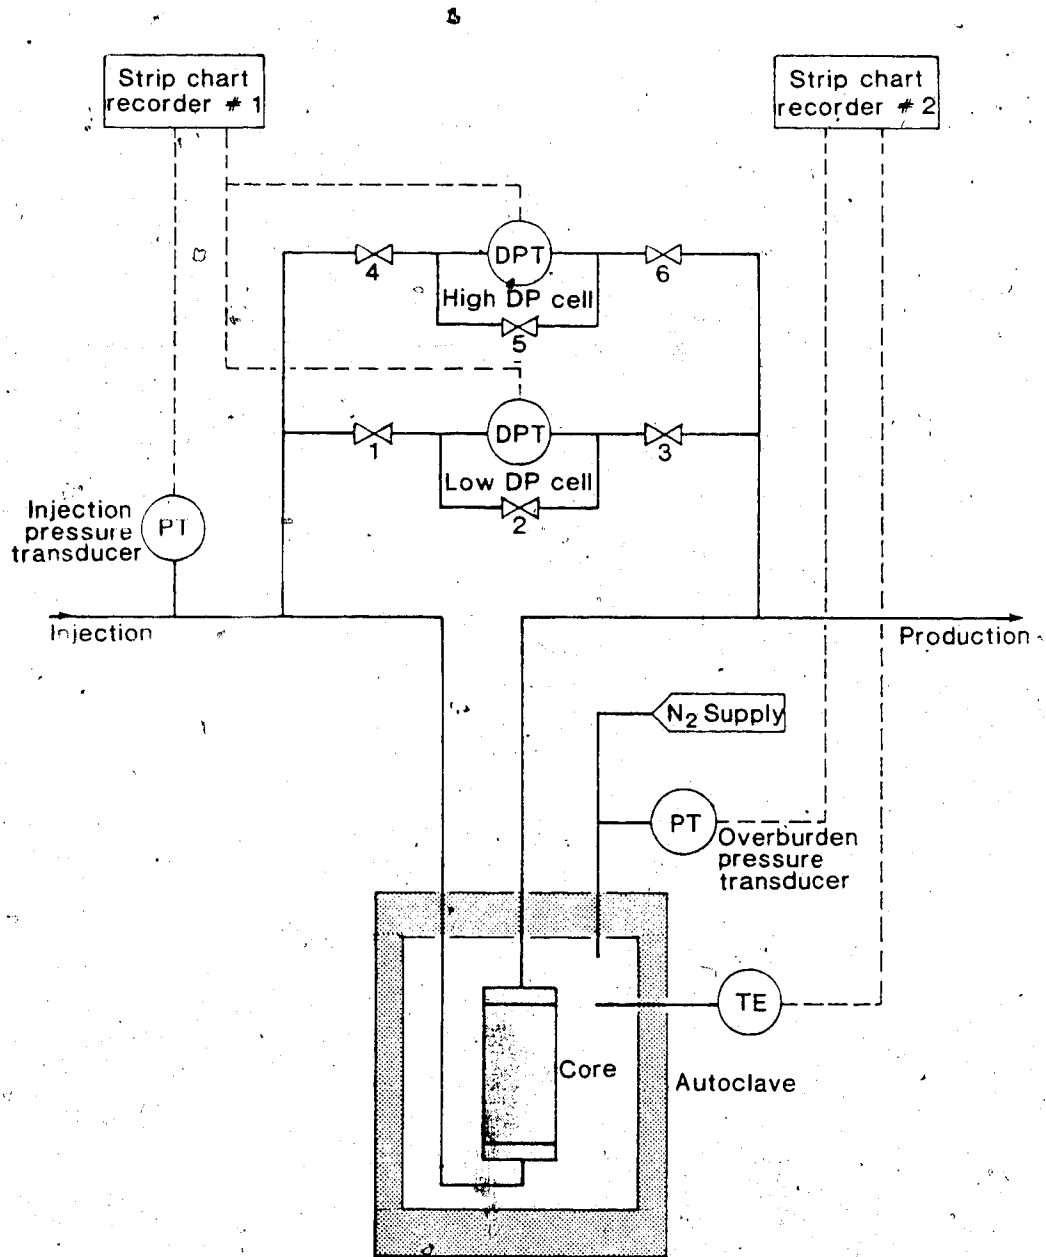 Strip chart
recorder # 1
Strip chart
recorder # 2
DPT
4
6
High DP cell
5
DPT
1
3
Low DP cell
2
Injection
pressure
transducer
PT
Injection
Production
N₂ Supply
PT
Overburden
pressure
transducer
TE
Core
Autoclave